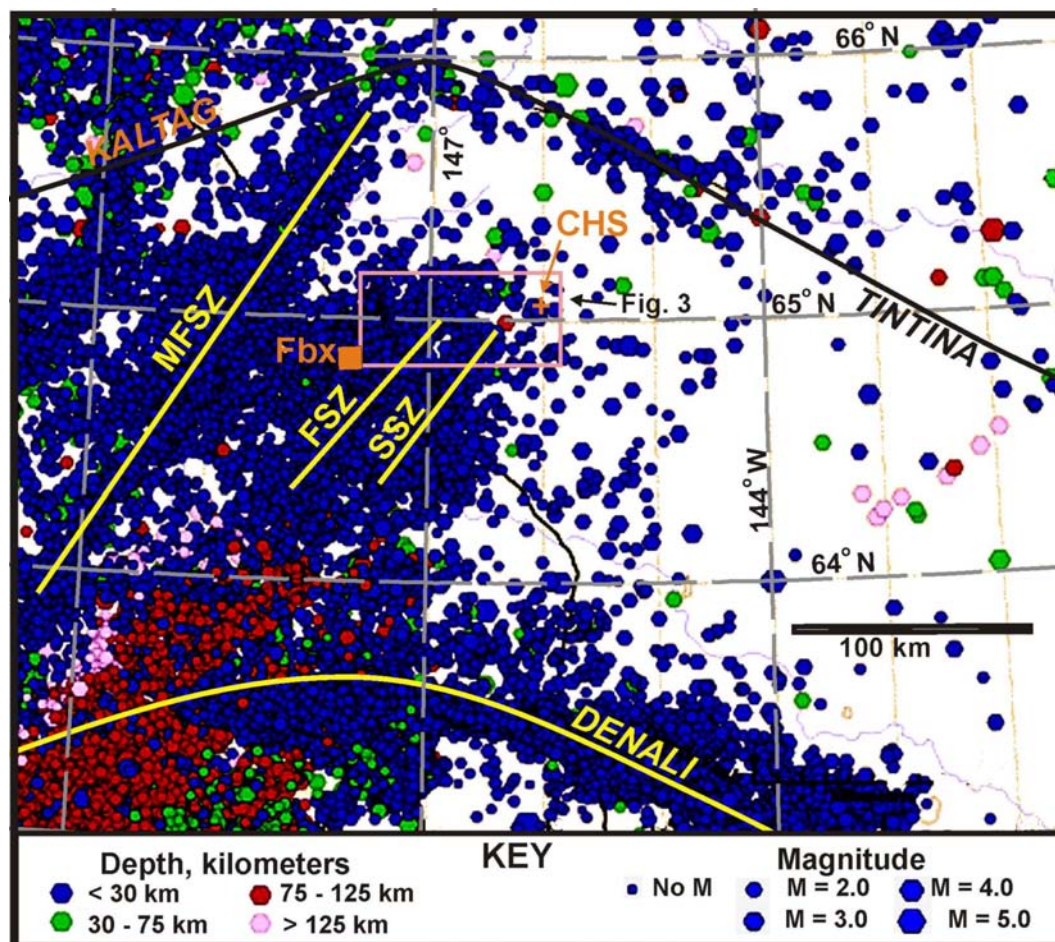 66° N
KALTAG
147°
CHS
Fig. 3
65° N
MFSZ
TINTINA
Fbx
FSZ
SSZ
144° W
64° N
100 km
DENALI
KEY
Depth, kilometers
< 30 km
75 - 125 km
30 - 75 km
> 125 km
Magnitude
No M
M = 2.0
M = 4.0
M = 3.0
M = 5.0